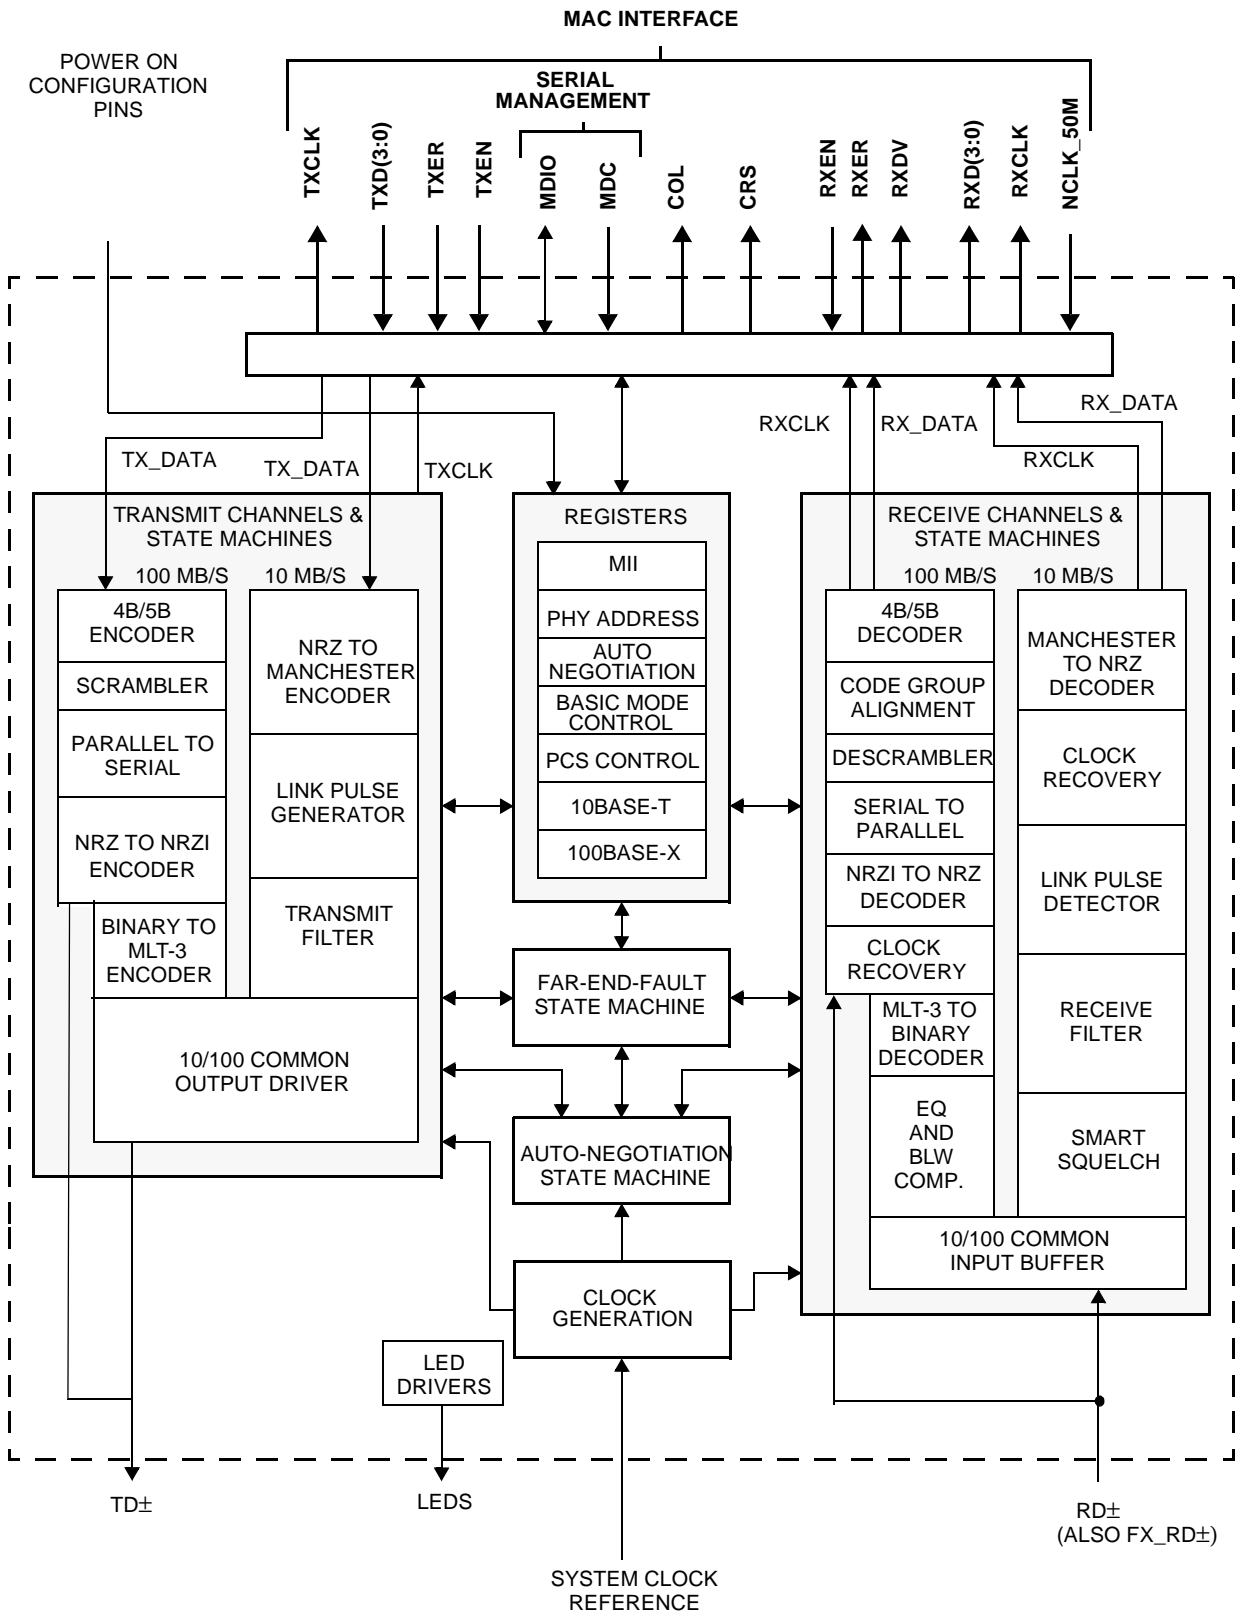 MAC INTERFACE
POWER ON
CONFIGURATION
PINS
SERIAL
MANAGEMENT
TXCLK
TXD(3:0)
TXER
TXEN
MDIO
MDC
COL
CRS
RXEN
RXER
RXDV
RXD(3:0)
RXCLK
NCLK_50M
TX_DATA
TX_DATA
TXCLK
RXCLK
RX_DATA
RXCLK
RX_DATA
TRANSMIT CHANNELS &
STATE MACHINES
100 MB/S
10 MB/S
4B/5B
ENCODER
SCRAMBLER
PARALLEL TO
SERIAL
NRZ TO NRZI
ENCODER
BINARY TO
MLT-3
ENCODER
NRZ TO
MANCHESTER
ENCODER
LINK PULSE
GENERATOR
TRANSMIT
FILTER
10/100 COMMON
OUTPUT DRIVER
REGISTERS
MII
PHY ADDRESS
AUTO
NEGOTIATION
BASIC MODE
CONTROL
PCS CONTROL
10BASE-T
100BASE-X
FAR-END-FAULT
STATE MACHINE
AUTO-NEGOTIATION
STATE MACHINE
CLOCK
GENERATION
LED
DRIVERS
RECEIVE CHANNELS &
STATE MACHINES
100 MB/S
10 MB/S
4B/5B
DECODER
CODE GROUP
ALIGNMENT
DESCRAMBLER
SERIAL TO
PARALLEL
NRZI TO NRZ
DECODER
CLOCK
RECOVERY
MLT-3 TO
BINARY
DECODER
EQ
AND
BLW
COMP.
MANCHESTER
TO NRZ
DECODER
CLOCK
RECOVERY
LINK PULSE
DETECTOR
RECEIVE
FILTER
SMART
SQUELCH
10/100 COMMON
INPUT BUFFER
TD±
LEDS
RD±
(ALSO FX_RD±)
SYSTEM CLOCK
REFERENCE